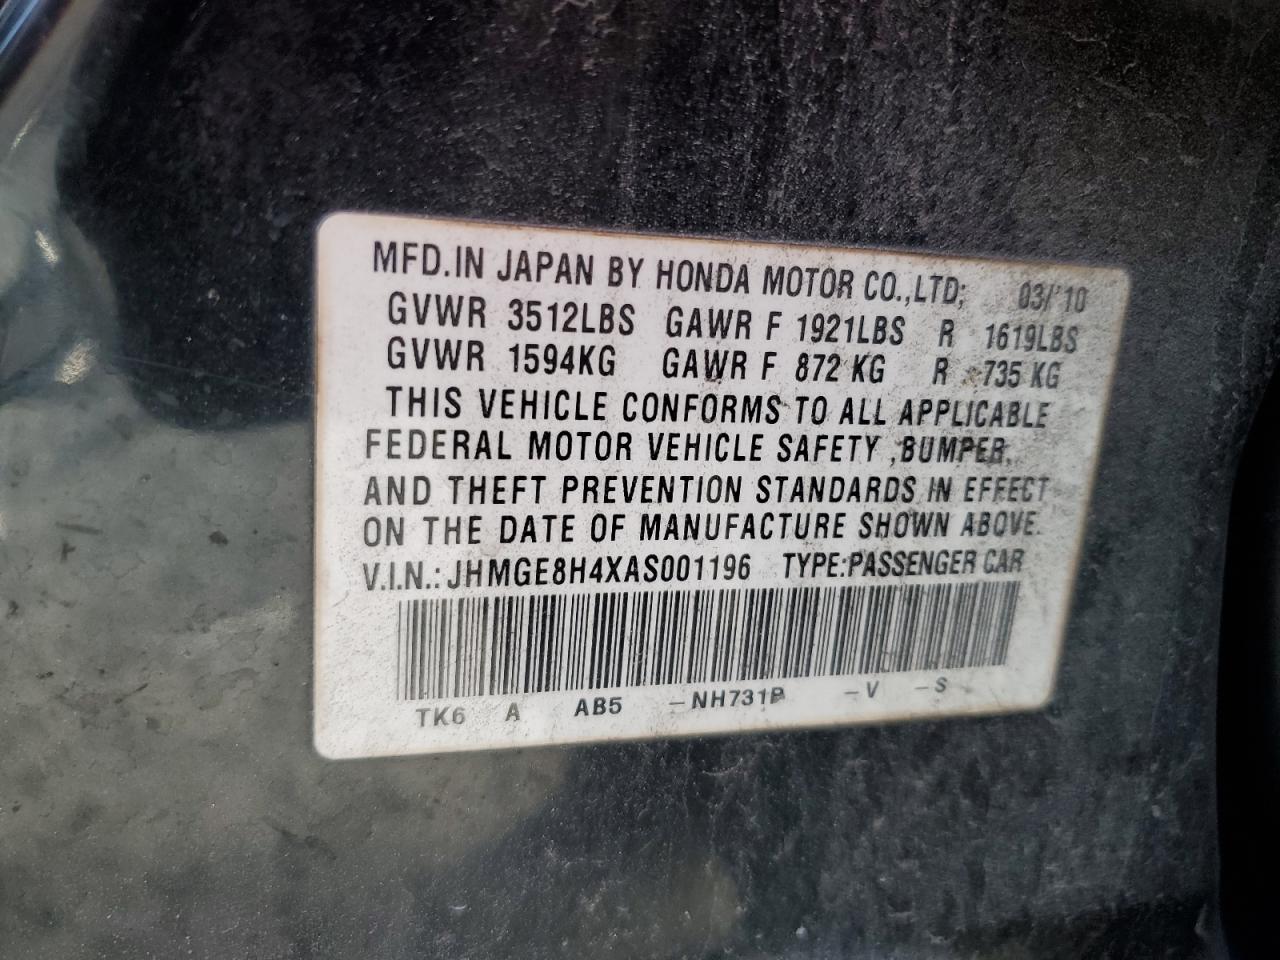 MFD.IN JAPAN BY HONDA MOTOR CO.,LTD; 03/'10
GVWR 3512LBS GAWR F 1921LBS R 1619LBS
GVWR 1594KG GAWR F 872 KG R 735 KG
THIS VEHICLE CONFORMS TO ALL APPLICABLE
FEDERAL MOTOR VEHICLE SAFETY ,BUMPER,
AND THEFT PREVENTION STANDARDS IN EFFECT
ON THE DATE OF MANUFACTURE SHOWN ABOVE.
V.I.N.: JHMGE8H4XAS001196 TYPE:PASSENGER CAR
TK6 A AB5 -NH731P -V -S